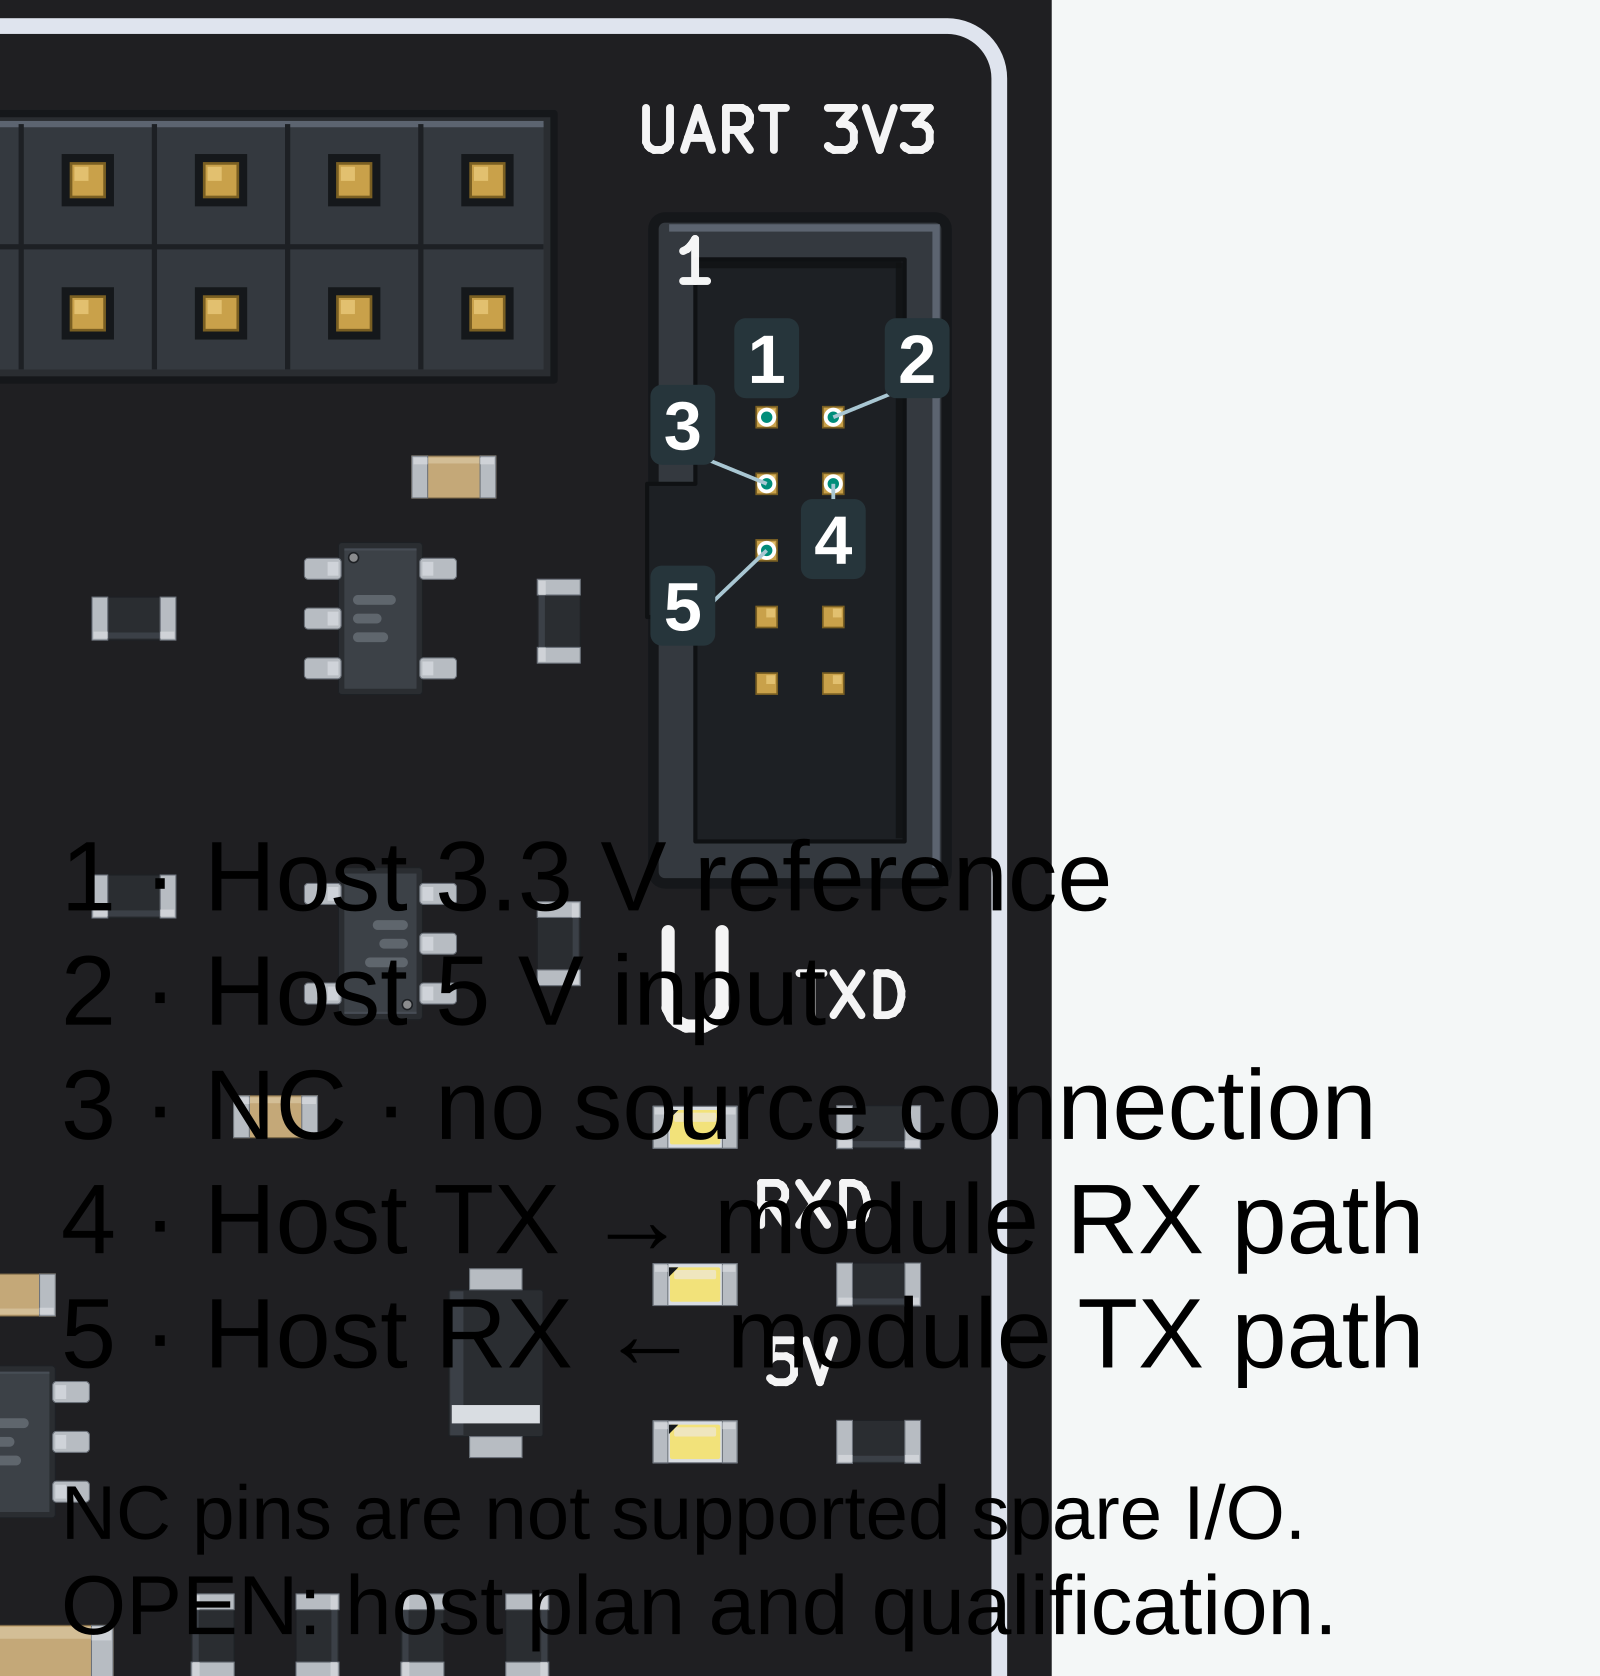 UART 3V3
1
1 2
3
4
5
1 · Host 3.3 V reference
U TXD
2 · Host 5 V input
3 · NC · no source connection
RXD
4 · Host TX → module RX path
5 · Host RX ← module TX path
5V
NC pins are not supported spare I/O.
OPEN: host plan and qualification.